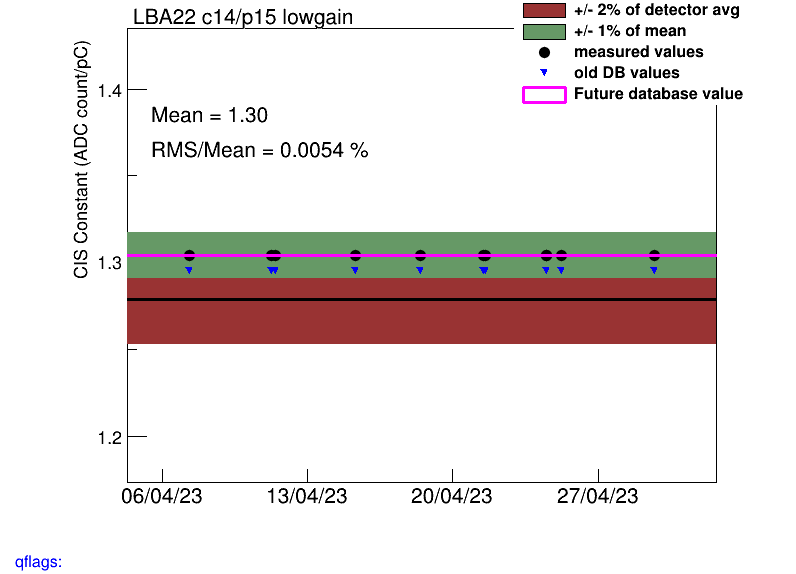 LBA22 c14/p15 lowgain
+/- 2% of detector avg
+/- 1% of mean
measured values
old DB values
Future database value
CIS Constant (ADC count/pC)
1.4
Mean = 1.30
RMS/Mean = 0.0054 %
1.3
1.2
06/04/23 13/04/23 20/04/23 27/04/23
qflags: